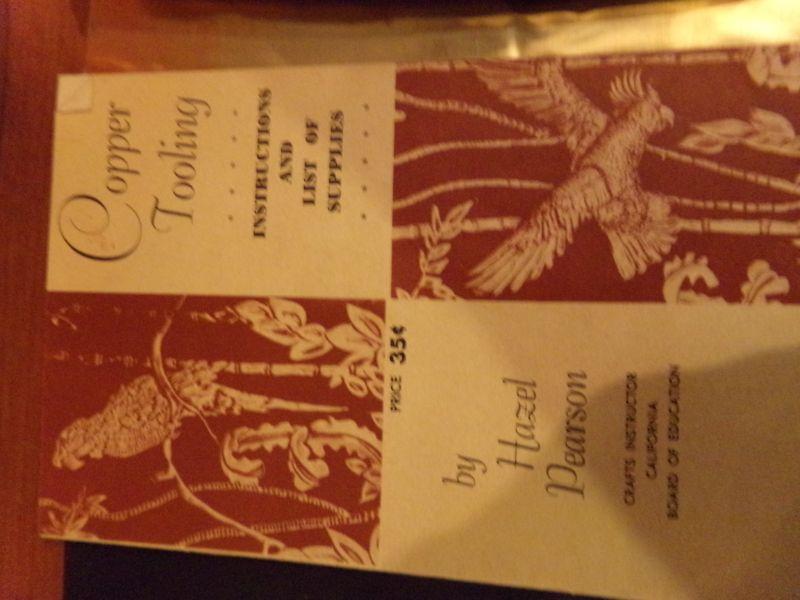 Copper
Tooling
INSTRUCTIONS
AND
LIST OF
SUPPLIES
PRICE 35¢
by
Hazel
Pearson
CRAFTS INSTRUCTOR
CALIFORNIA
BOARD OF EDUCATION